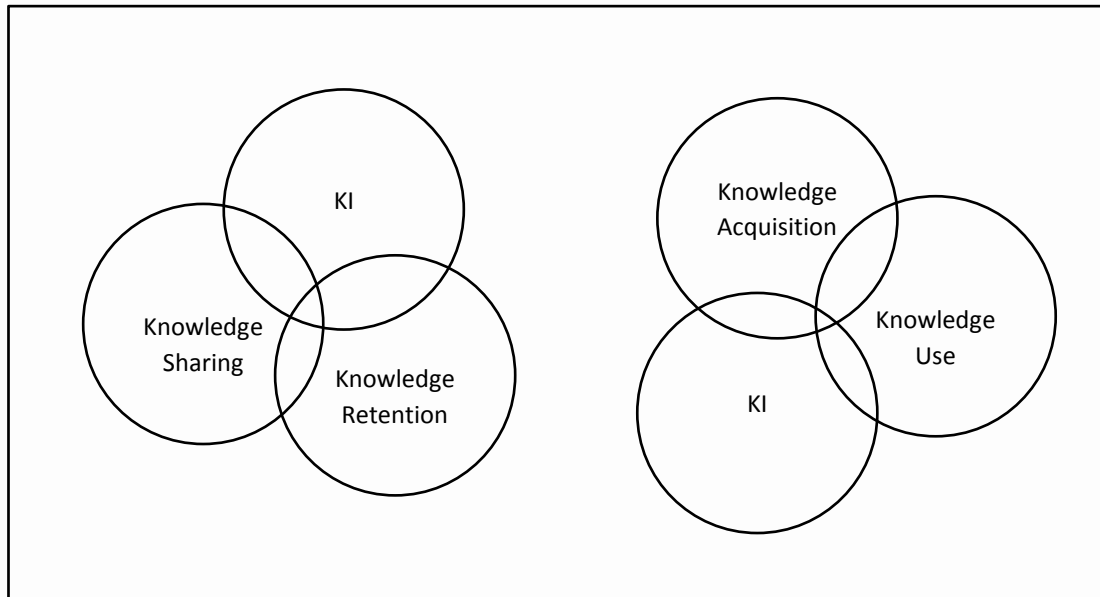 KI
Knowledge
Sharing
Knowledge
Retention
Knowledge
Acquisition
Knowledge
Use
KI